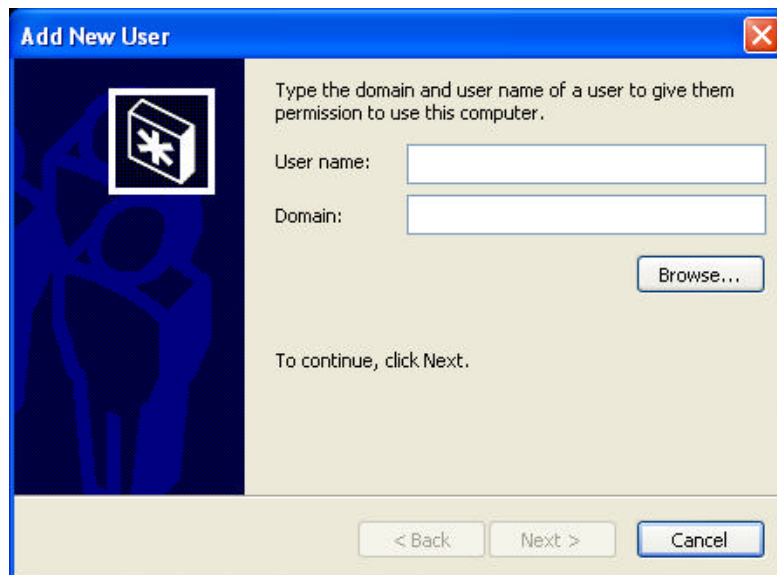 Add New User
Type the domain and user name of a user to give them
permission to use this computer.
User name:
Domain:
Browse...
To continue, click Next.
< Back
Next >
Cancel